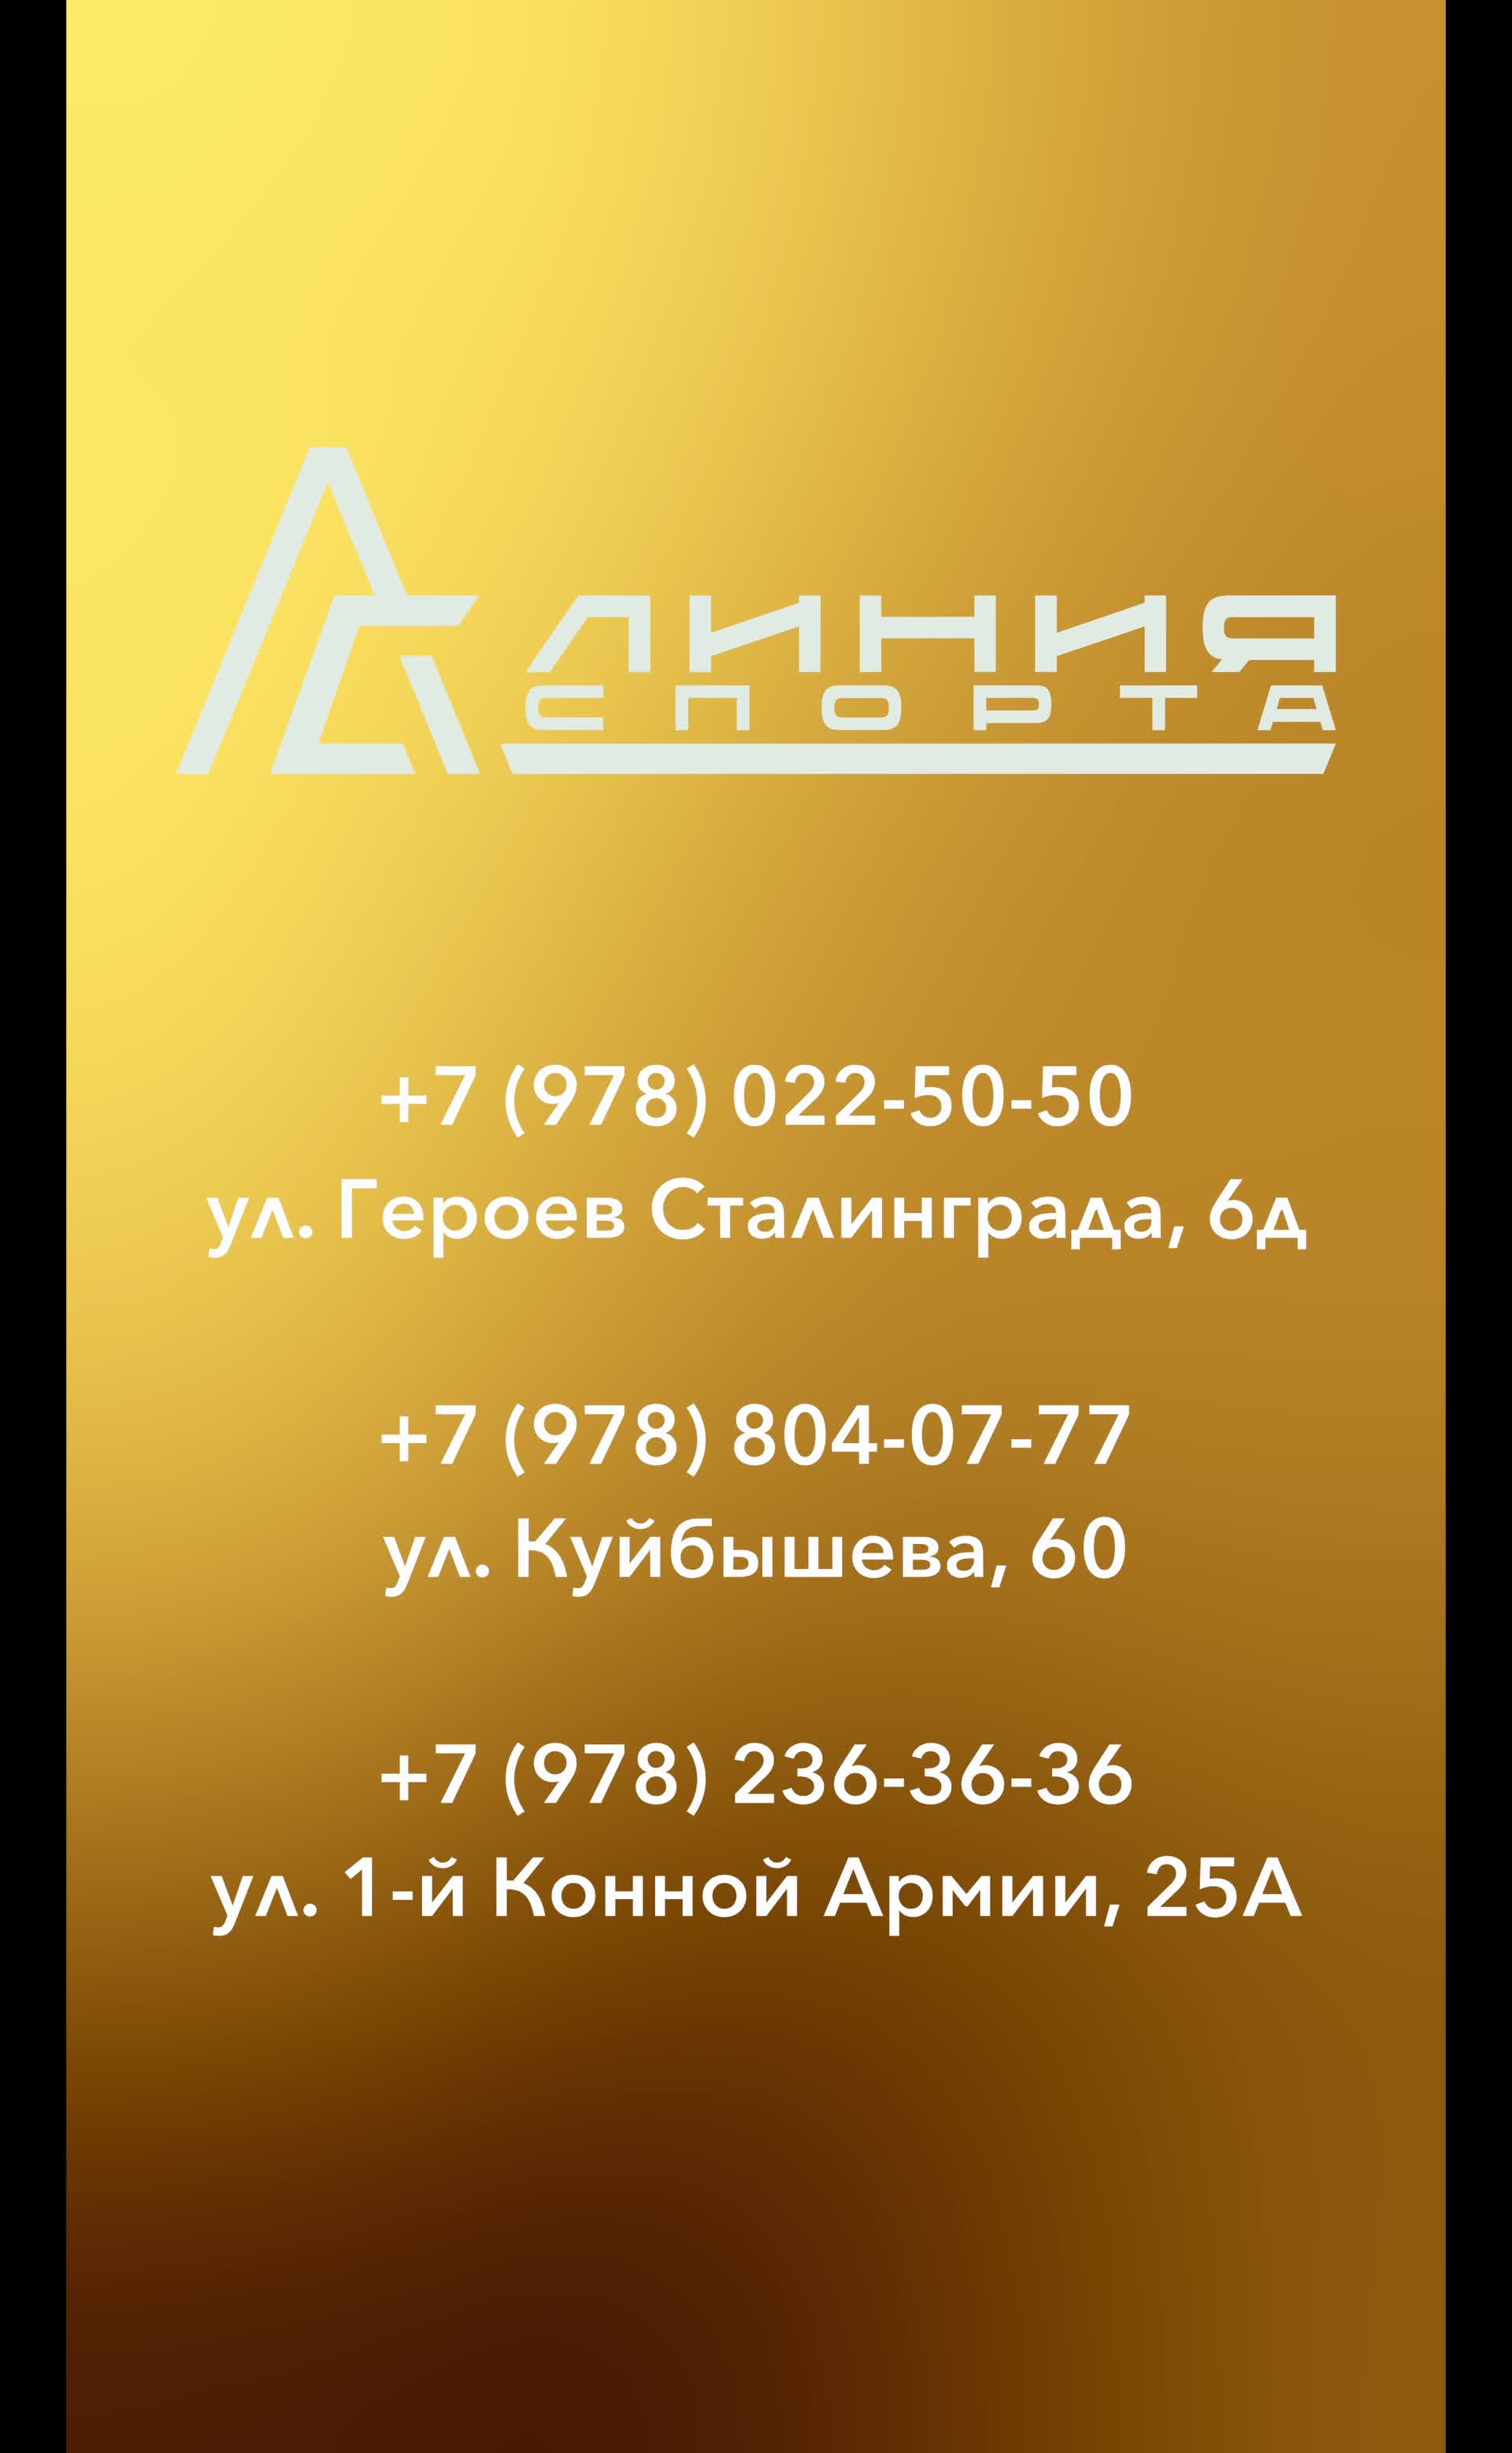 ЛИНИЯ
СПОРТА
+7 (978) 022-50-50
ул. Героев Сталинграда, 6д
+7 (978) 804-07-77
ул. Куйбышева, 60
+7 (978) 236-36-36
ул. 1-й Конной Армии, 25А